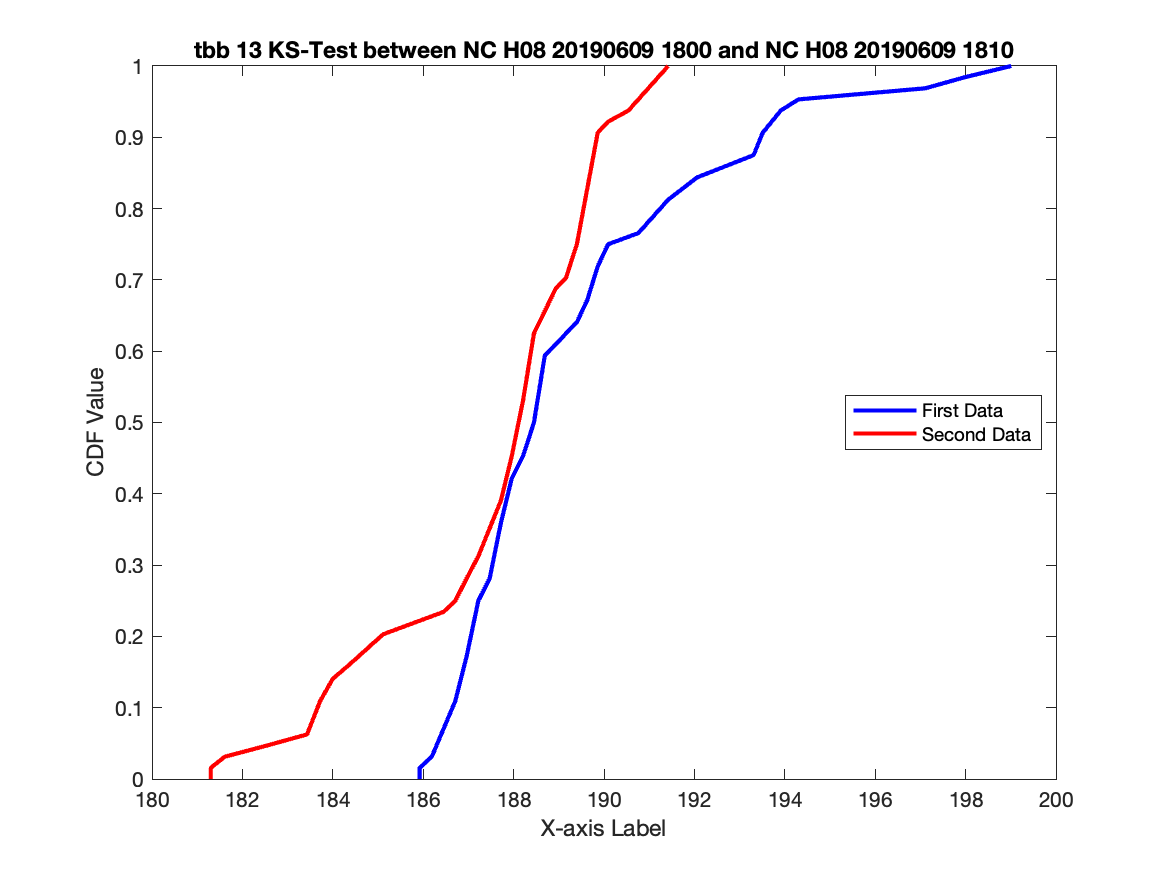 tbb 13 KS-Test between NC H08 20190609 1800 and NC H08 20190609 1810
1
0.9
0.8
0.7
0.6
0.5
0.4
0.3
0.2
0.1
0
CDF Value
First Data
Second Data
180 182 184 186 188 190 192 194 196 198 200
X-axis Label